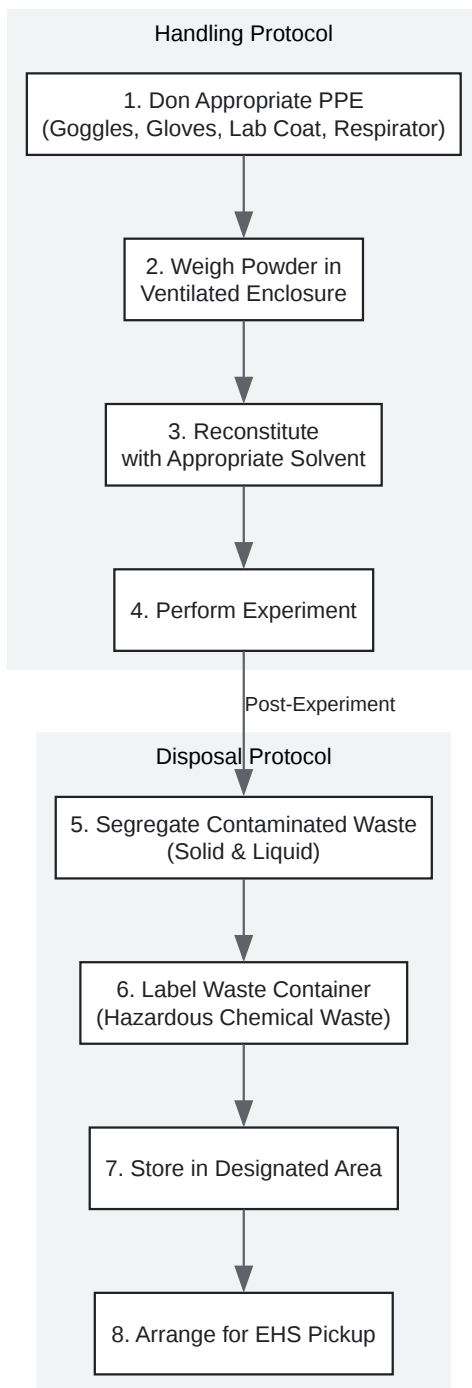 Handling Protocol
1. Don Appropriate PPE
(Goggles, Gloves, Lab Coat, Respirator)
2. Weigh Powder in
Ventilated Enclosure
3. Reconstitute
with Appropriate Solvent
4. Perform Experiment
Post-Experiment
Disposal Protocol
5. Segregate Contaminated Waste
(Solid & Liquid)
6. Label Waste Container
(Hazardous Chemical Waste)
7. Store in Designated Area
8. Arrange for EHS Pickup